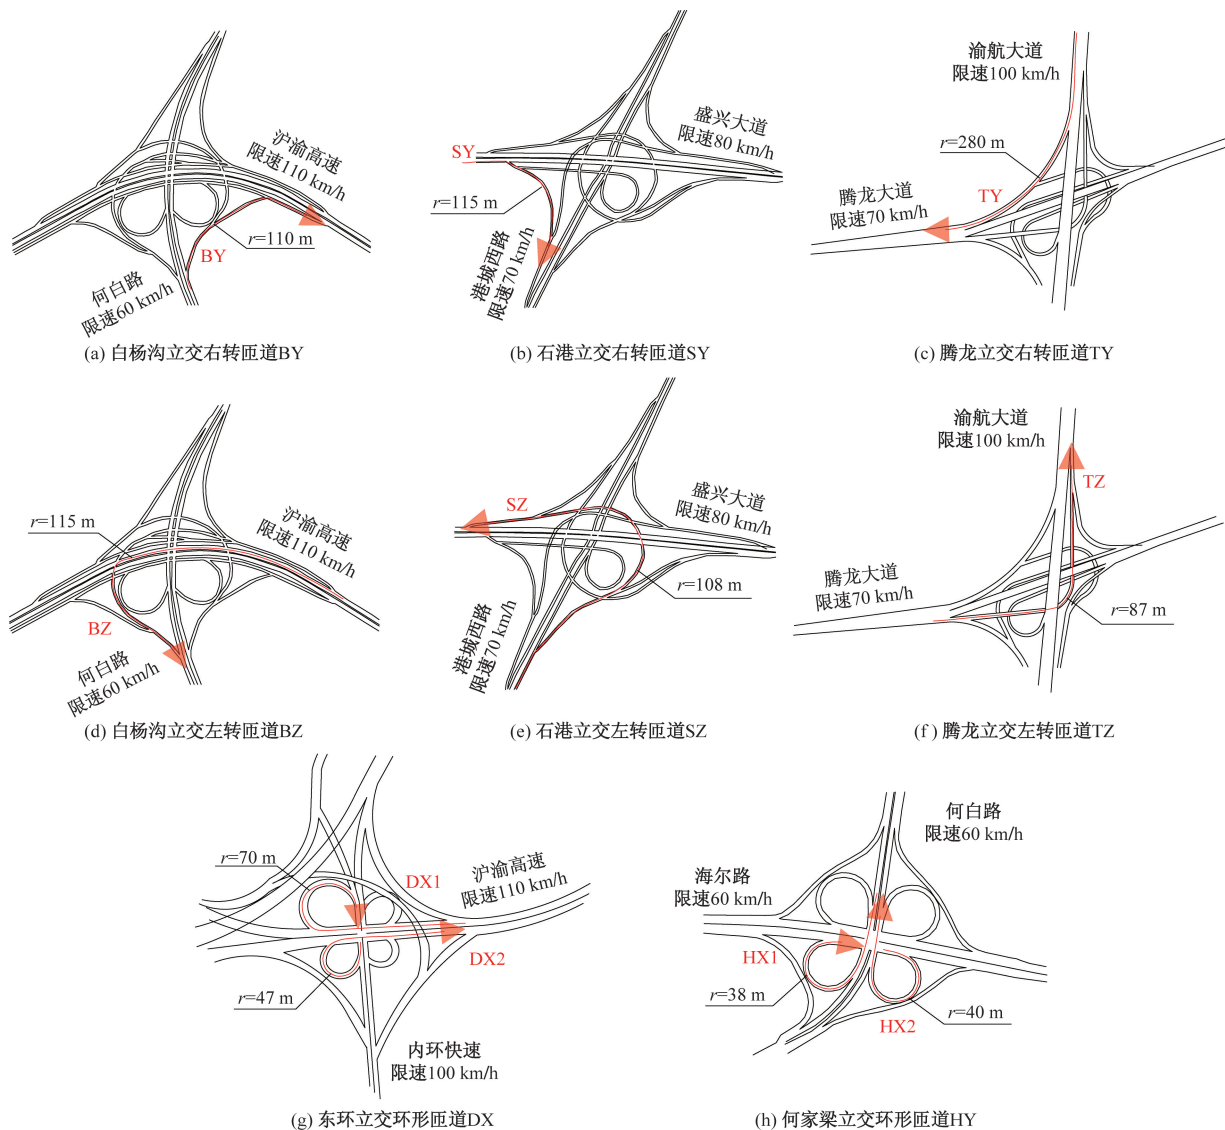 沪渝高速
限速110 km/h
r=110 m
BY
何白路
限速60 km/h
(a) 白杨沟立交右转匝道BY
SY
盛兴大道
限速80 km/h
r=115 m
港城西路
限速70 km/h
(b) 石港立交右转匝道SY
渝航大道
限速100 km/h
r=280 m
TY
腾龙大道
限速70 km/h
(c) 腾龙立交右转匝道TY
r=115 m
沪渝高速
限速110 km/h
BZ
何白路
限速60 km/h
(d) 白杨沟立交左转匝道BZ
SZ
盛兴大道
限速80 km/h
r=108 m
港城西路
限速70 km/h
(e) 石港立交左转匝道SZ
渝航大道
限速100 km/h
TZ
腾龙大道
限速70 km/h
r=87 m
(f) 腾龙立交左转匝道TZ
r=70 m
DX1
沪渝高速
限速110 km/h
DX2
r=47 m
内环快速
限速100 km/h
(g) 东环立交环形匝道DX
何白路
限速60 km/h
海尔路
限速60 km/h
HX1
r=38 m
HX2
r=40 m
(h) 何家梁立交环形匝道HY